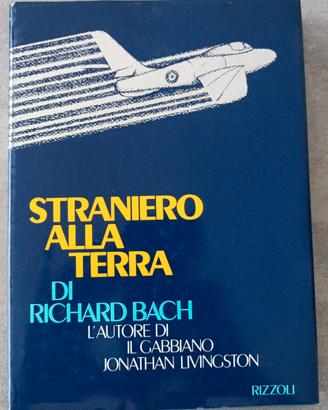 STRANIERO
ALLA
TERRA
DI
RICHARD BACH
L'AUTORE DI
IL GABBIANO
JONATHAN LIVINGSTON
RIZZOLI